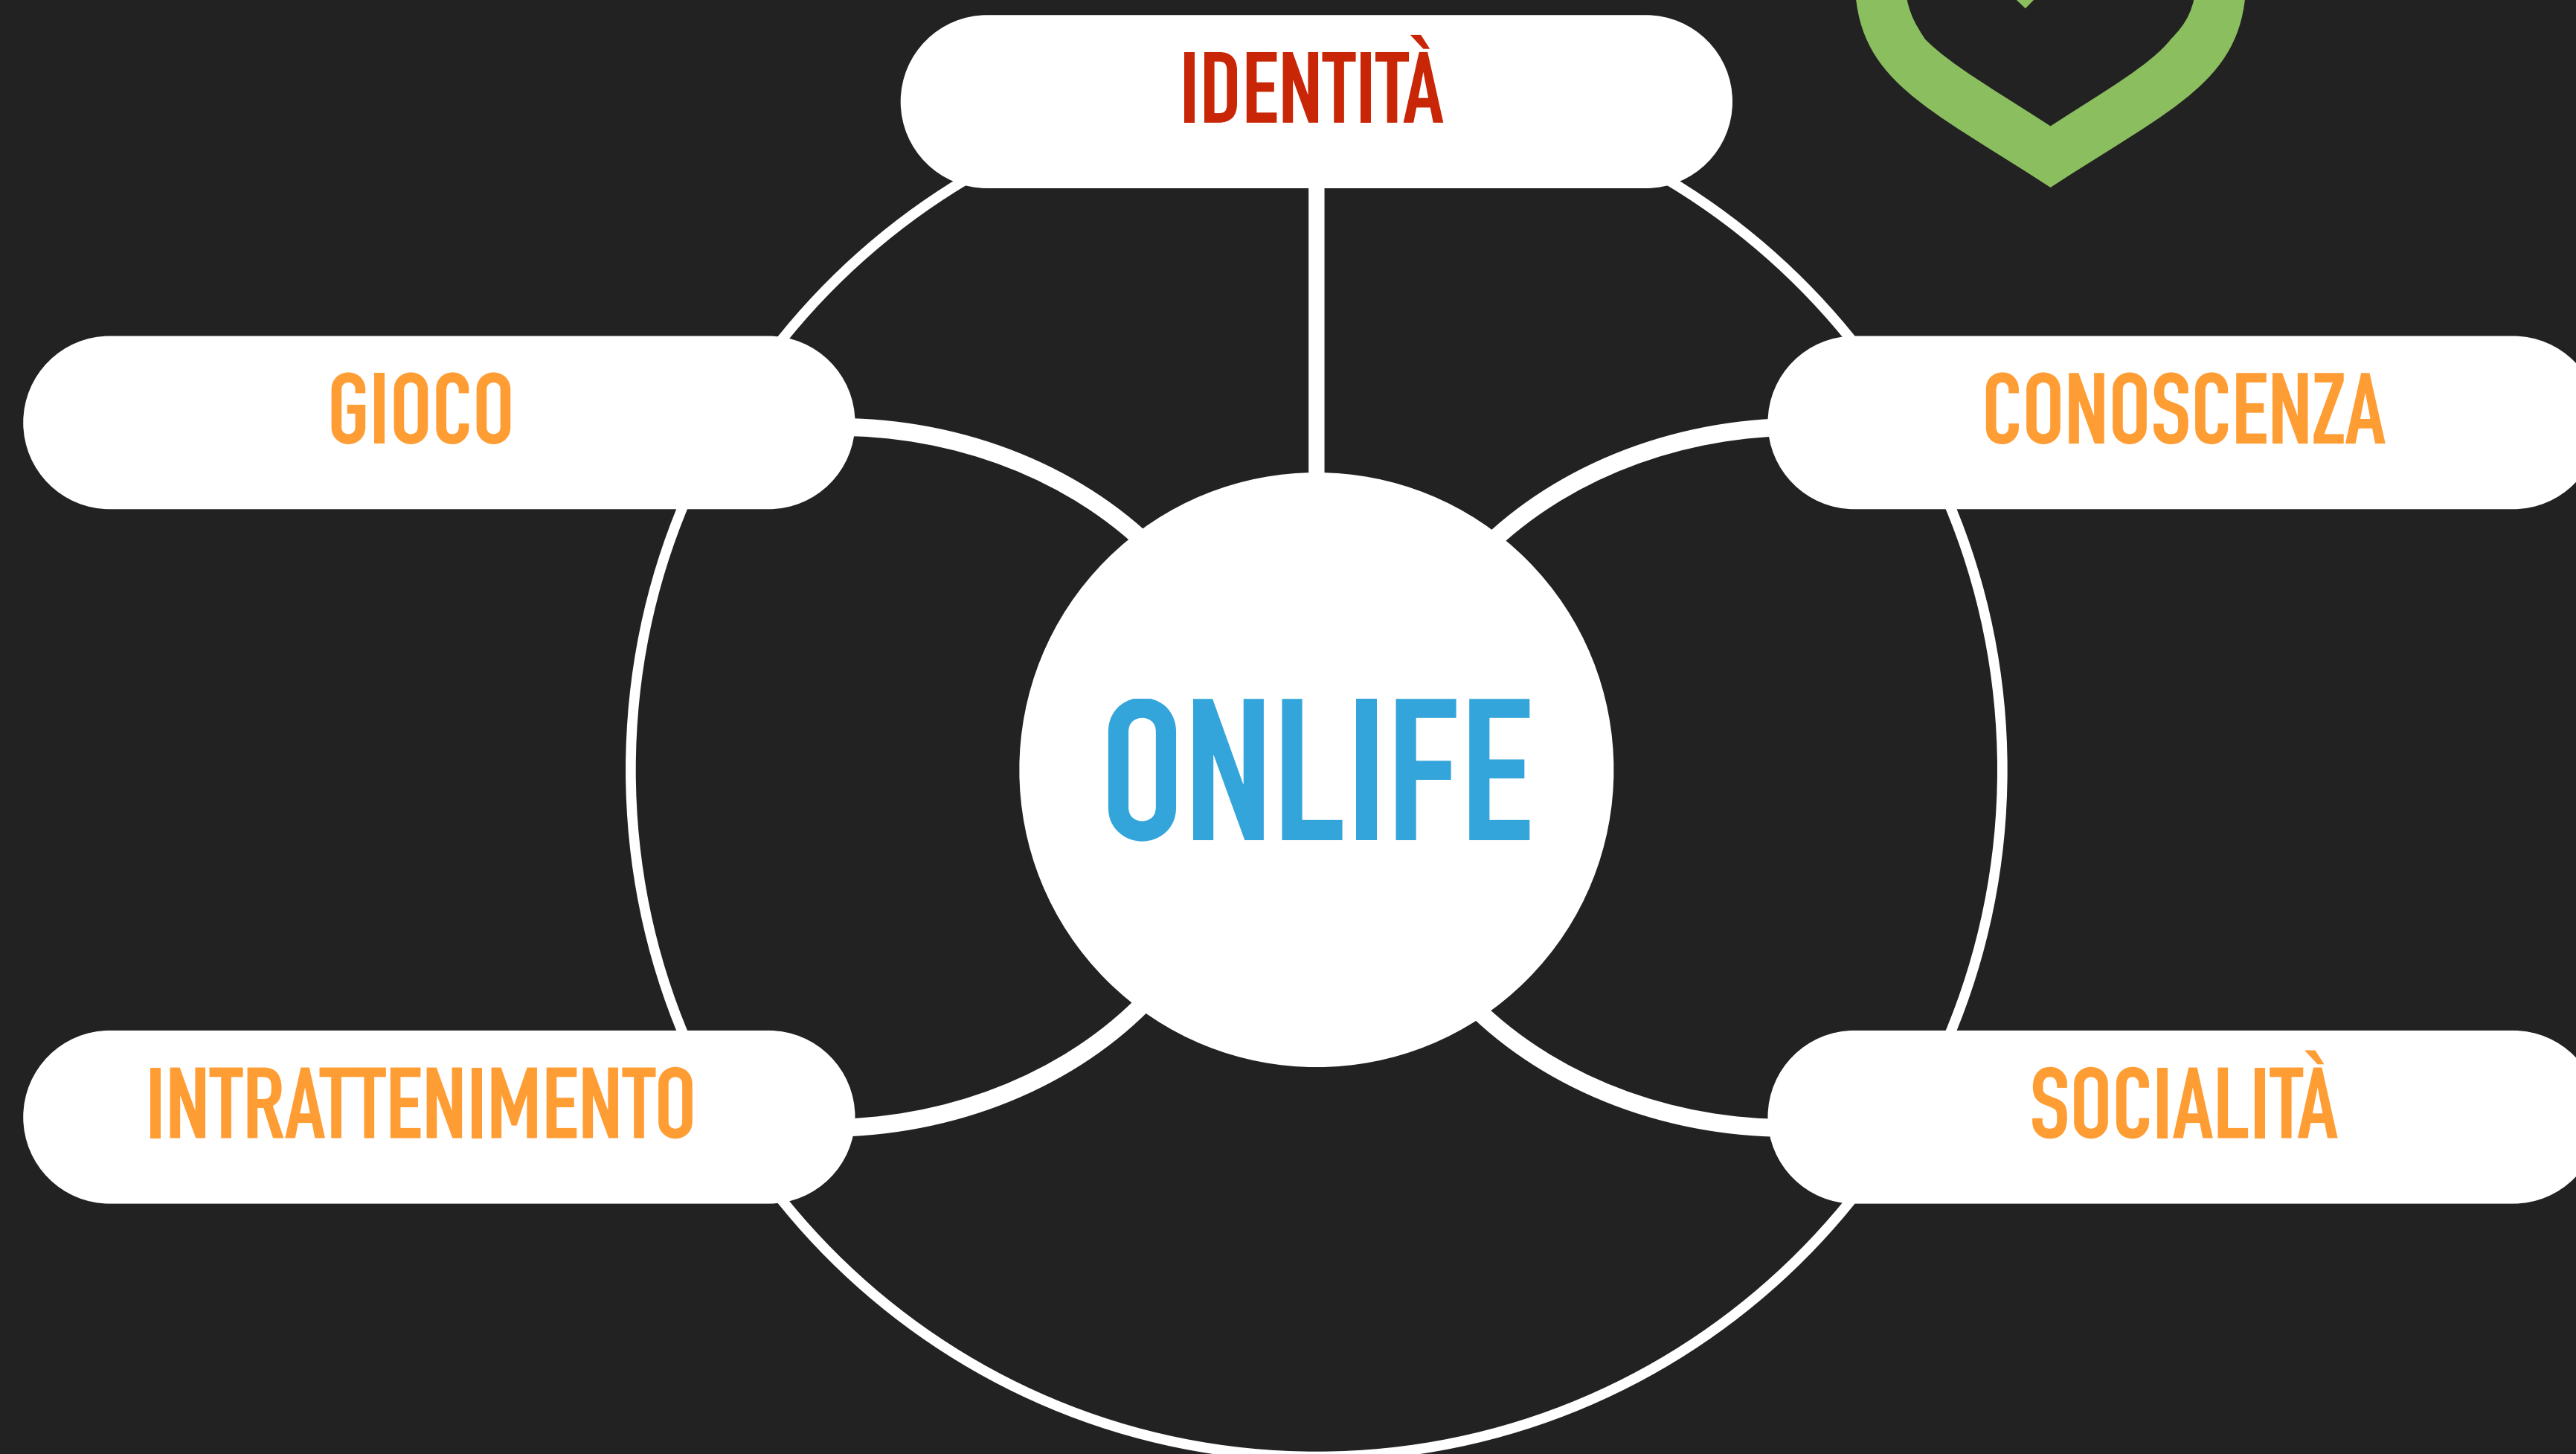 IDENTITÀ
GIOCO
CONOSCENZA
ONLIFE
INTRATTENIMENTO
SOCIALITÀ